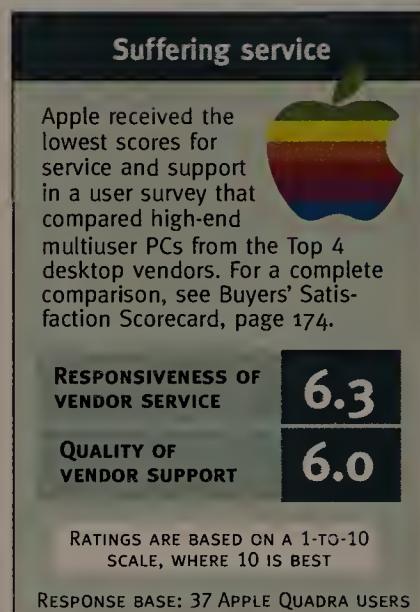 Suffering service
Apple received the
lowest scores for
service and support
in a user survey that
compared high-end
multiuser PCs from the Top 4
desktop vendors. For a complete
comparison, see Buyers' Satis-
faction Scorecard, page 174.
RESPONSIVENESS OF
VENDOR SERVICE
6.3
QUALITY OF
VENDOR SUPPORT
6.0
RATINGS ARE BASED ON A 1-TO-10
SCALE, WHERE 10 IS BEST
RESPONSE BASE: 37 APPLE QUADRA USERS